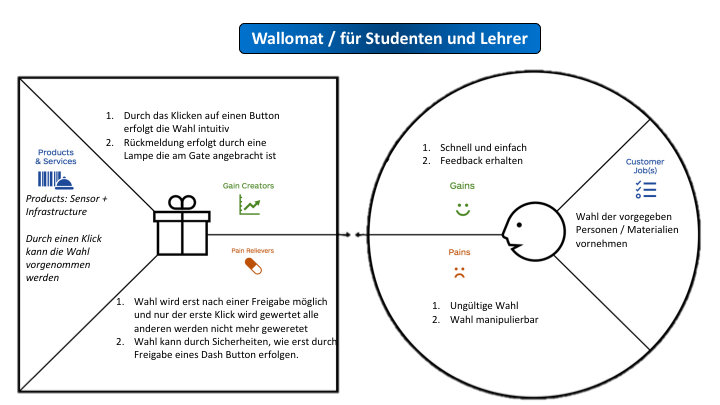 Wallomat / für Studenten und Lehrer
1. Durch das Klicken auf einen Button
erfolgt die Wahl intuitiv
2. Rückmeldung erfolgt durch eine
Lampe die am Gate angebracht ist
Products
& Services
Products: Sensor +
Infrastructure
Durch einen Klick
kann die Wahl
vorgenommen
werden
Gain Creators
Pain Relievers
1. Wahl wird erst nach einer Freigabe möglich
und nur der erste Klick wird gewertet alle
anderen werden nicht mehr geweretet
2. Wahl kann durch Sicherheiten, wie erst durch
Freigabe eines Dash Button erfolgen.
1. Schnell und einfach
2. Feedback erhalten
Gains
Pains
1. Ungültige Wahl
2. Wahl manipulierbar
Customer
Job(s)
Wahl der vorgegeben
Personen / Materialien
vornehmen